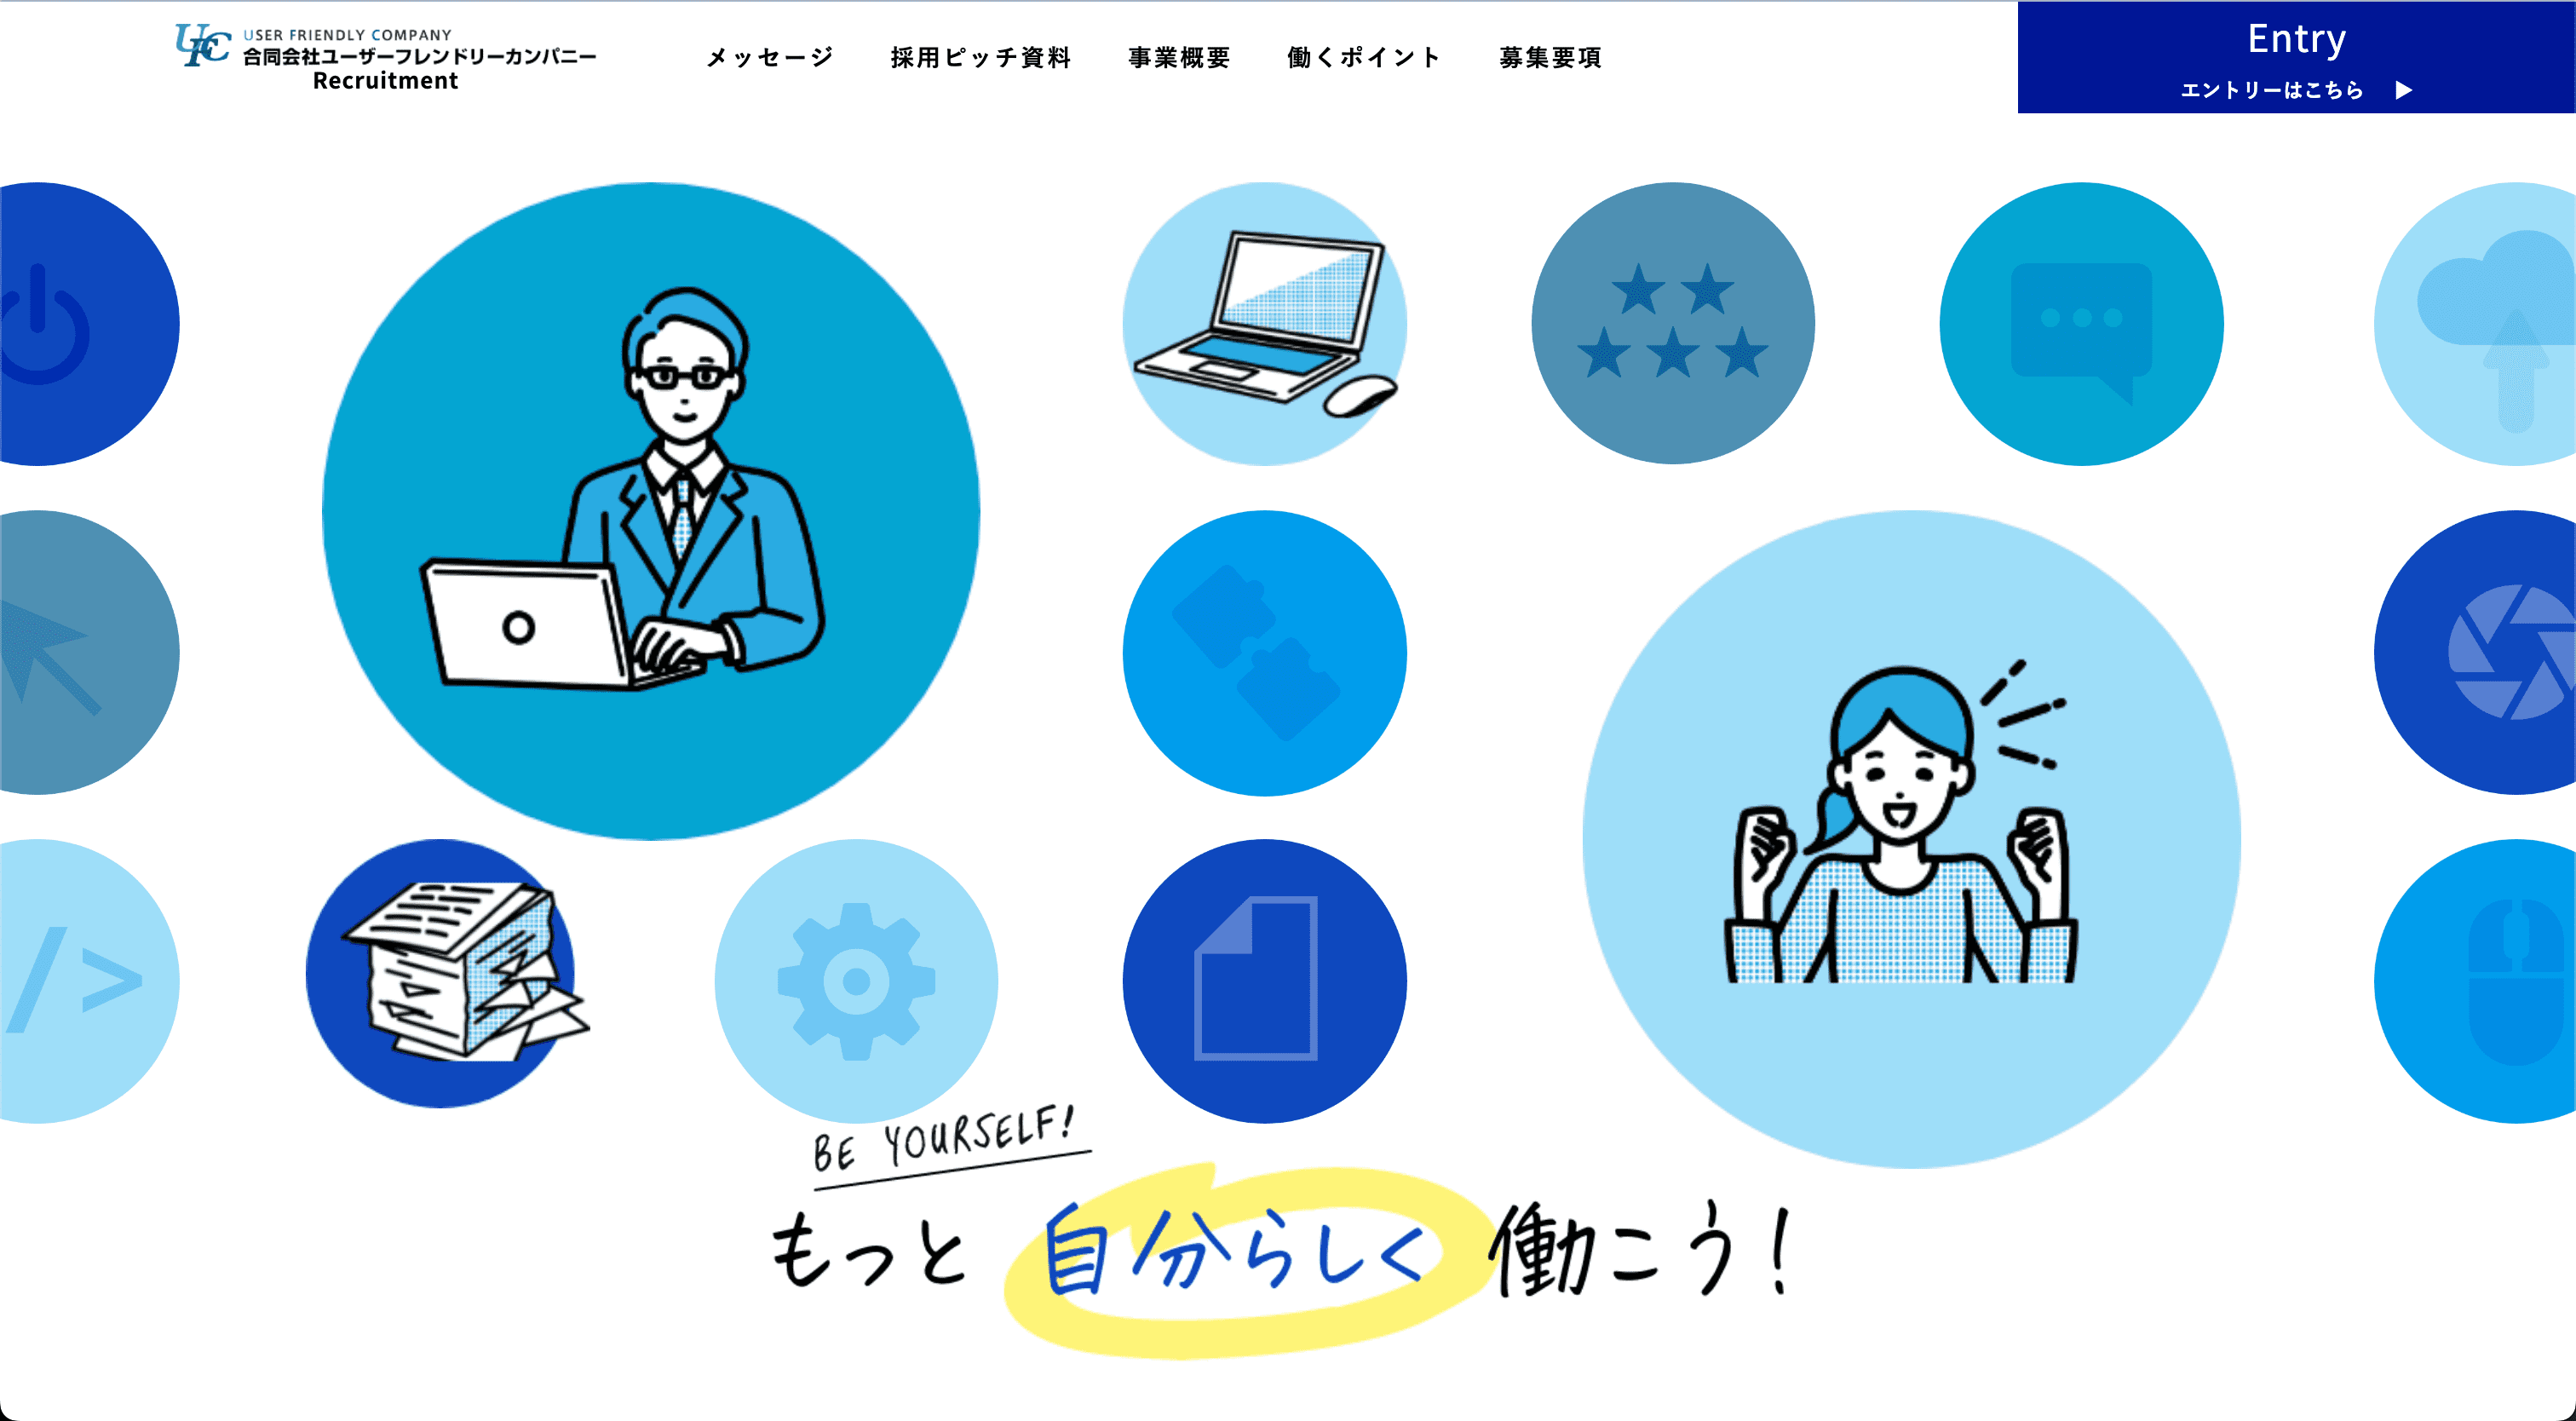 UFC
USER FRIENDLY COMPANY
合同会社ユーザーフレンドリーカンパニー
Recruitment
メッセージ
採用ピッチ資料
事業概要
働くポイント
募集要項
Entry
エントリーはこちら ▶
/>
BE YOURSELF!
もっと 自分らしく 働こう!